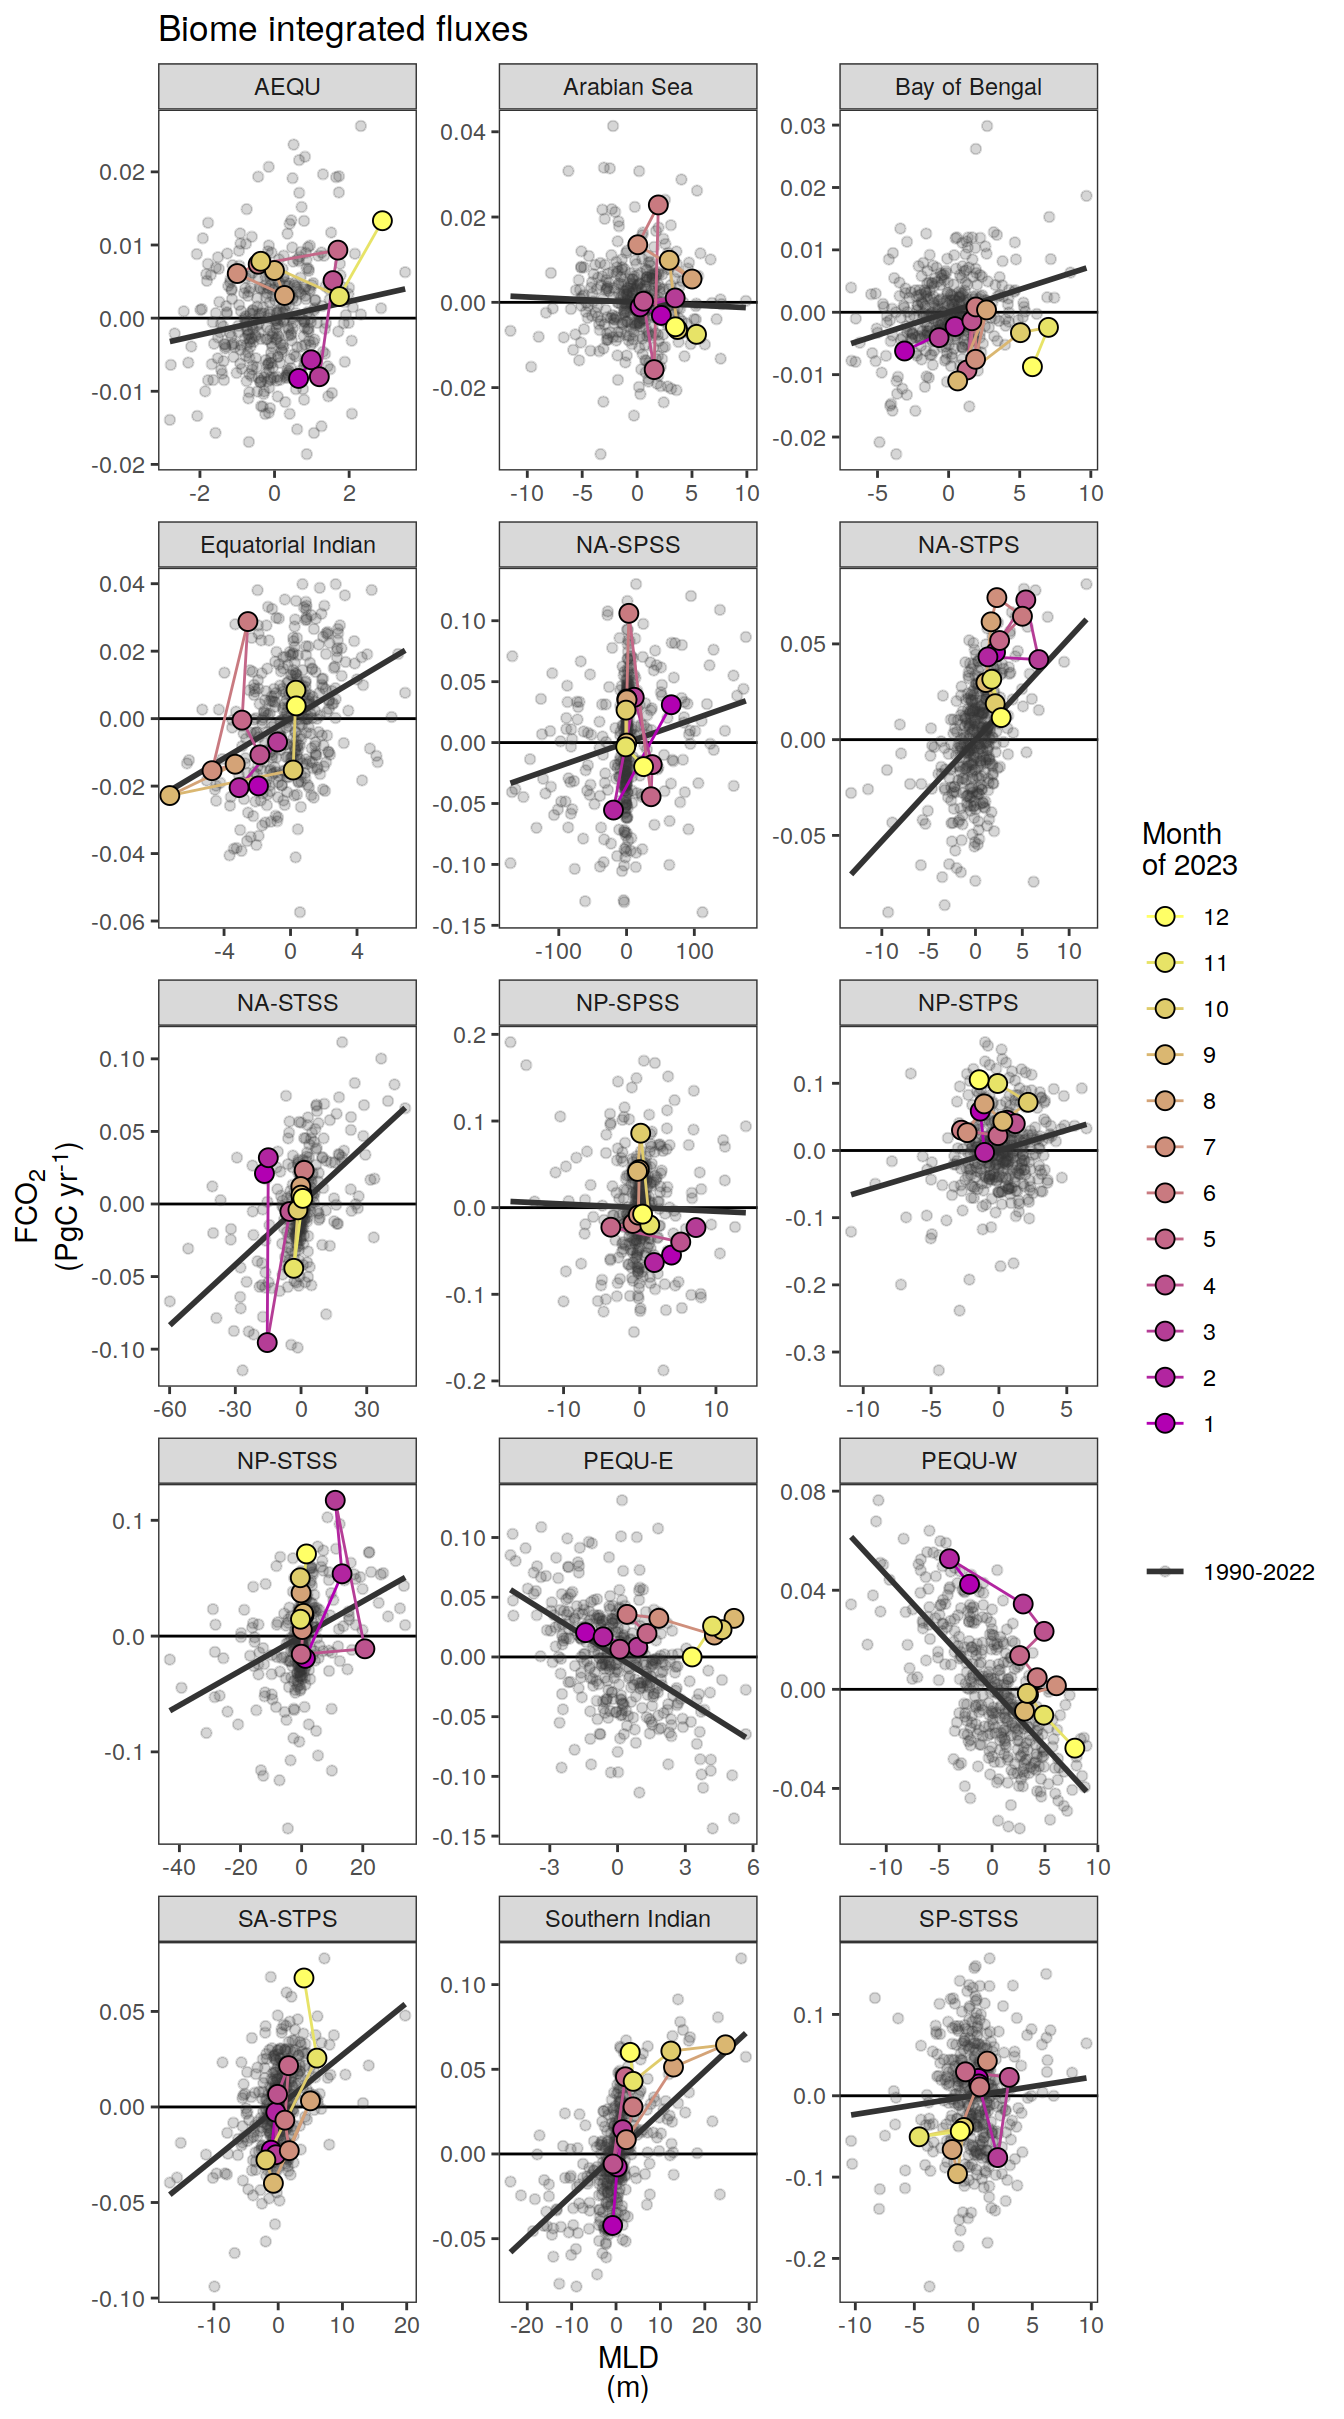 Biome integrated fluxes
AEQU
Arabian Sea
Bay of Bengal
0.02
0.01
0.00
-0.01
-0.02
-2 0 2
0.04
0.02
0.00
-0.02
-10 -5 0 5 10
0.03
0.02
0.01
0.00
-0.01
-0.02
-5 0 5 10
Equatorial Indian
NA-SPSS
NA-STPS
0.04
0.02
0.00
-0.02
-0.04
-0.06
-4 0 4
0.10
0.05
0.00
-0.05
-0.10
-0.15
-100 0 100
0.05
0.00
-0.05
-10 -5 0 5 10
NA-STSS
NP-SPSS
NP-STPS
0.10
0.05
0.00
-0.05
-0.10
-60 -30 0 30
0.2
0.1
0.0
-0.1
-0.2
-10 0 10
0.1
0.0
-0.1
-0.2
-0.3
-10 -5 0 5
NP-STSS
PEQU-E
PEQU-W
0.1
0.0
-0.1
-40 -20 0 20
0.10
0.05
0.00
-0.05
-0.10
-0.15
-3 0 3 6
0.08
0.04
0.00
-0.04
-10 -5 0 5 10
SA-STPS
Southern Indian
SP-STSS
0.05
0.00
-0.05
-0.10
-10 0 10 20
0.10
0.05
0.00
-0.05
-20 -10 0 10 20 30
0.1
0.0
-0.1
-0.2
-10 -5 0 5 10
FCO2
(PgC yr-1)
MLD
(m)
Month
of 2023
12
11
10
9
8
7
6
5
4
3
2
1
1990-2022